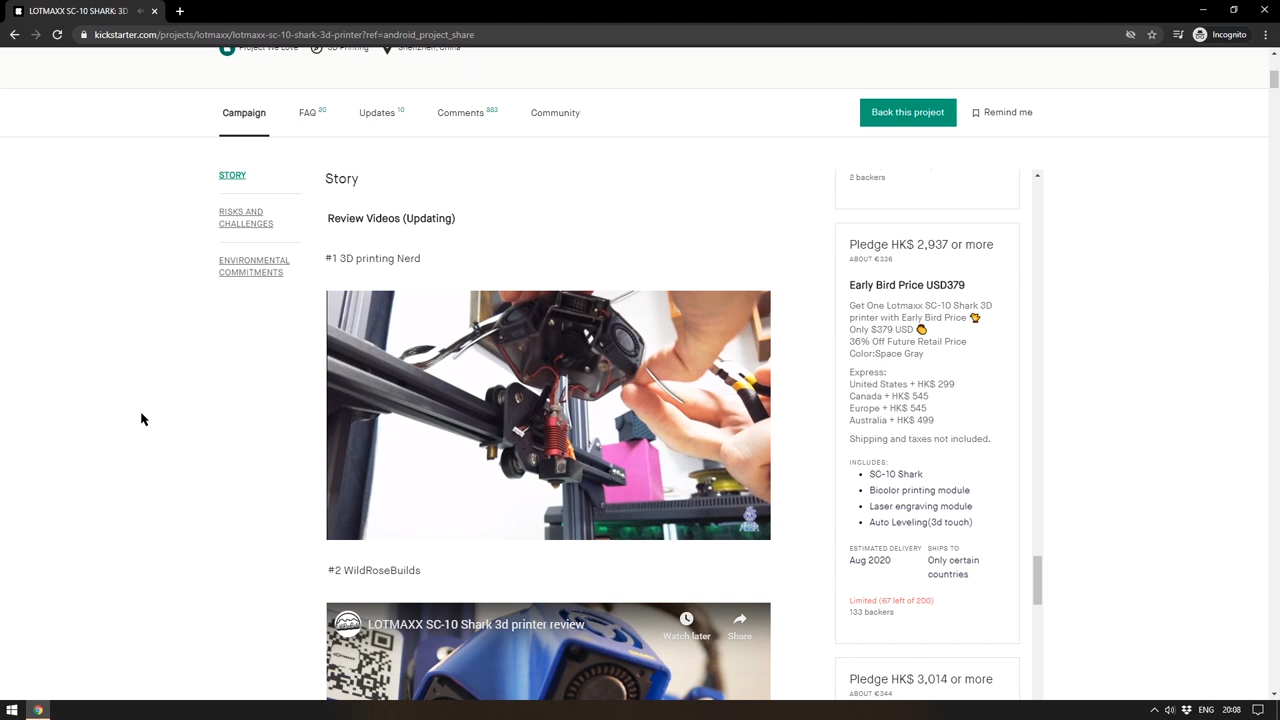 LOTMAXX SC-10 Shark 3D
kickstarter.com/projects/lotmaxx/lotmaxx-sc-10-shark-3d-printer?ref=android_project_share
Incognito
Project We Love
3D Printing
Shenzhen, China
Campaign
FAQ 20
Updates 10
Comments 883
Community
Back this project
Remind me
STORY
RISKS AND
CHALLENGES
ENVIRONMENTAL
COMMITMENTS
Story
Review Videos (Updating)
#1 3D printing Nerd
#2 WildRoseBuilds
LOTMAXX SC-10 Shark 3d printer review
Watch later
Share
2 backers
Pledge HK$ 2,937 or more
ABOUT €336
Early Bird Price USD379
Get One Lotmaxx SC-10 Shark 3D
printer with Early Bird Price
Only $379 USD
36% Off Future Retail Price
Color:Space Gray
Express:
United States + HK$ 299
Canada + HK$ 545
Europe + HK$ 545
Australia + HK$ 499
Shipping and taxes not included.
INCLUDES:
• SC-10 Shark
• Bicolor printing module
• Laser engraving module
• Auto Leveling(3d touch)
ESTIMATED DELIVERY
Aug 2020
SHIPS TO
Only certain
countries
Limited (67 left of 200)
133 backers
Pledge HK$ 3,014 or more
ABOUT €344
ENG
20:08